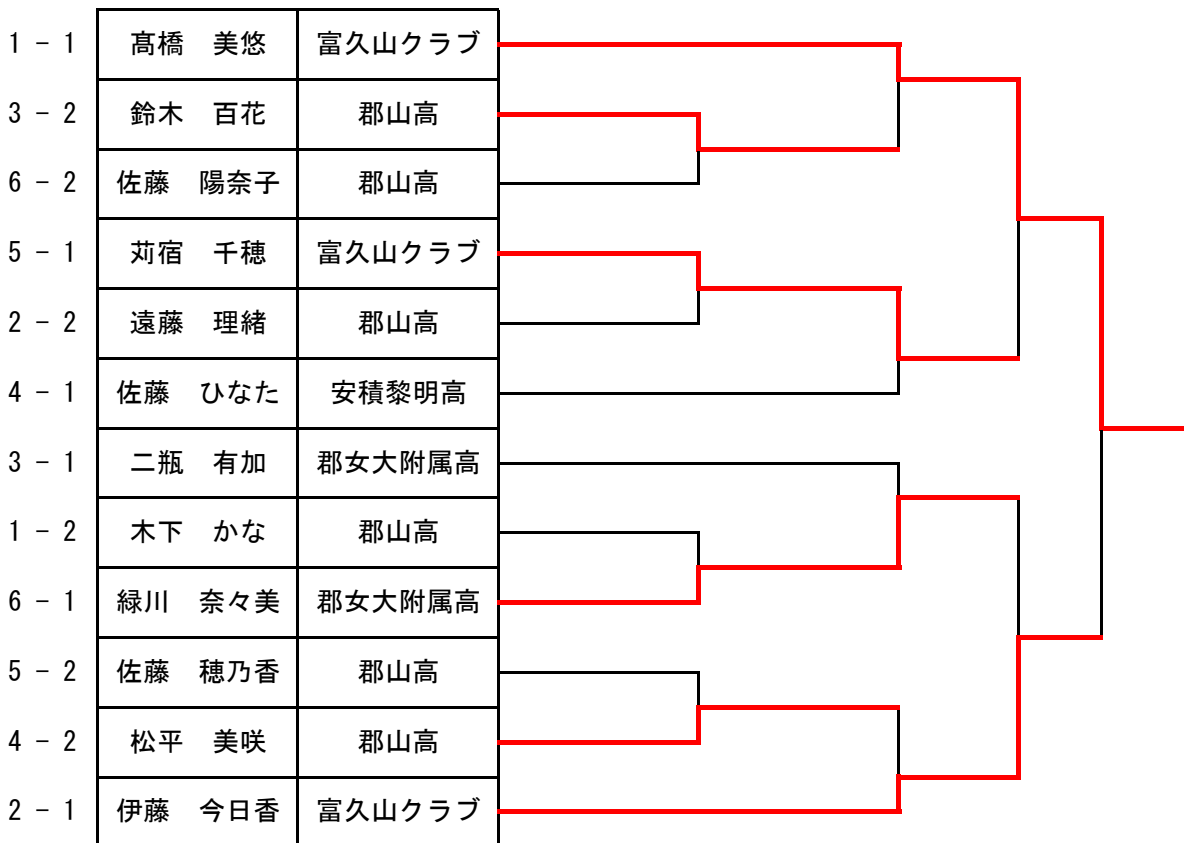 1 - 1 髙橋　美悠 富久山クラブ
3 - 2 鈴木　百花 郡山高
6 - 2 佐藤　陽奈子 郡山高
5 - 1 苅宿　千穂 富久山クラブ
2 - 2 遠藤　理緒 郡山高
4 - 1 佐藤　ひなた 安積黎明高
3 - 1 二瓶　有加 郡女大附属高
1 - 2 木下　かな 郡山高
6 - 1 緑川　奈々美 郡女大附属高
5 - 2 佐藤　穂乃香 郡山高
4 - 2 松平　美咲 郡山高
2 - 1 伊藤　今日香 富久山クラブ